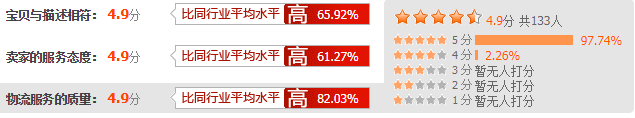 宝贝与描述相符： 4.9分 比同行业平均水平 高 65.92%
卖家的服务态度： 4.9分 比同行业平均水平 高 61.27%
物流服务的质量： 4.9分 比同行业平均水平 高 82.03%
4.9分 共133人
5分 97.74%
4分 2.26%
3分 暂无人打分
2分 暂无人打分
1分 暂无人打分